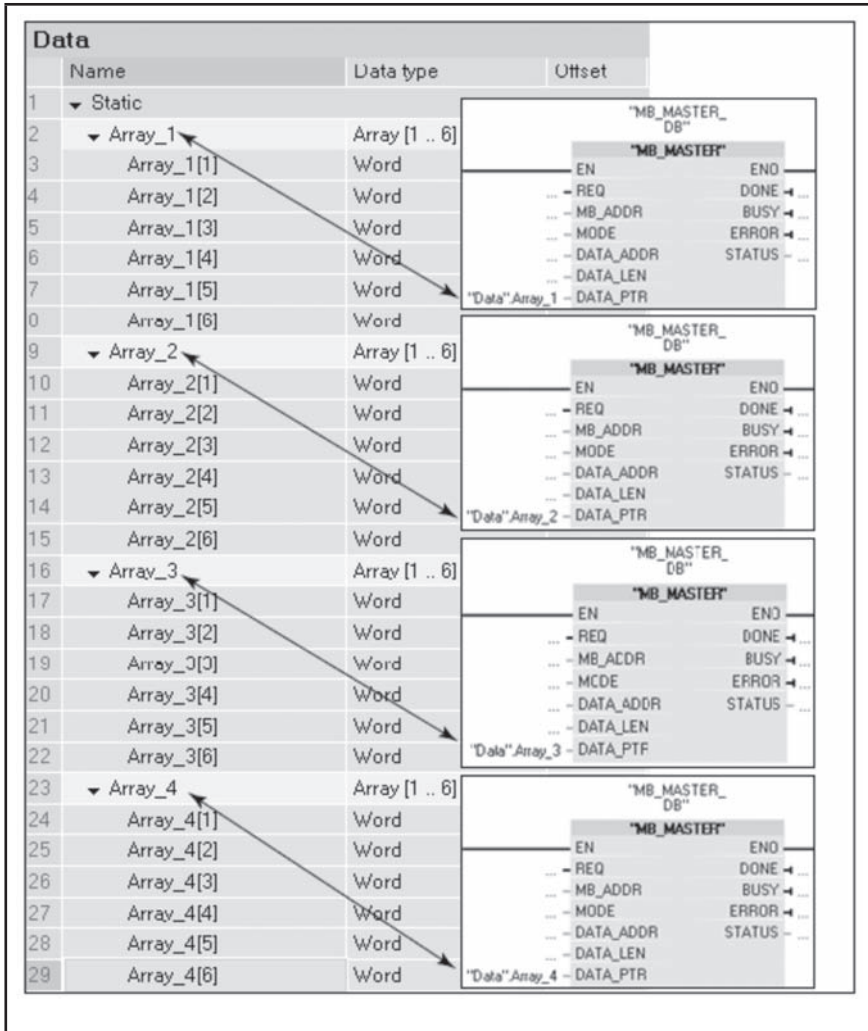 Data
Name Data type Offset
1 Static
2 Array_1 Array [1 .. 6]
3 Array_1[1] Word
4 Array_1[2] Word
5 Array_1[3] Word
6 Array_1[4] Word
7 Array_1[5] Word
0 Array_1[6] Word
9 Array_2 Array [1 .. 6]
10 Array_2[1] Word
11 Array_2[2] Word
12 Array_2[3] Word
13 Array_2[4] Word
14 Array_2[5] Word
15 Array_2[6] Word
16 Array_3 Array [1 .. 6]
17 Array_3[1] Word
18 Array_3[2] Word
19 Array_3[3] Word
20 Array_3[4] Word
21 Array_3[5] Word
22 Array_3[6] Word
23 Array_4 Array [1 .. 6]
24 Array_4[1] Word
25 Array_4[2] Word
26 Array_4[3] Word
27 Array_4[4] Word
28 Array_4[5] Word
29 Array_4[6] Word
"MB_MASTER_
DB"
"MB_MASTER"
EN ENO
... REQ DONE ...
... MB_ADDR BUSY ...
... MODE ERROR ...
... DATA_ADDR STATUS ...
... DATA_LEN
"Data".Array_1 DATA_PTR
"MB_MASTER_
DB"
"MB_MASTER"
EN ENO
... REQ DONE ...
... MB_ADDR BUSY ...
... MODE ERROR ...
... DATA_ADDR STATUS ...
... DATA_LEN
"Data".Array_2 DATA_PTR
"MB_MASTER_
DB"
"MB_MASTER"
EN ENO
... REQ DONE ...
... MB_ADDR BUSY ...
... MODE ERROR ...
... DATA_ADDR STATUS ...
... DATA_LEN
"Data".Array_3 DATA_PTR
"MB_MASTER_
DB"
"MB_MASTER"
EN ENO
... REQ DONE ...
... MB_ADDR BUSY ...
... MODE ERROR ...
... DATA_ADDR STATUS ...
... DATA_LEN
"Data".Array_4 DATA_PTR